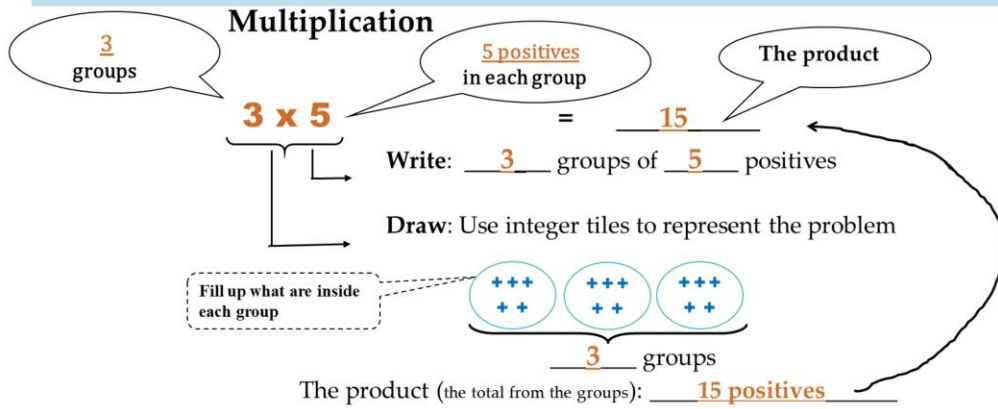 Multiplication
3
groups
5 positives
in each group
The product
3 x 5 = 15
Write: 3 groups of 5 positives
Draw: Use integer tiles to represent the problem
Fill up what are inside
each group
+++ +++ +++
++ ++ ++
3 groups
The product (the total from the groups): 15 positives